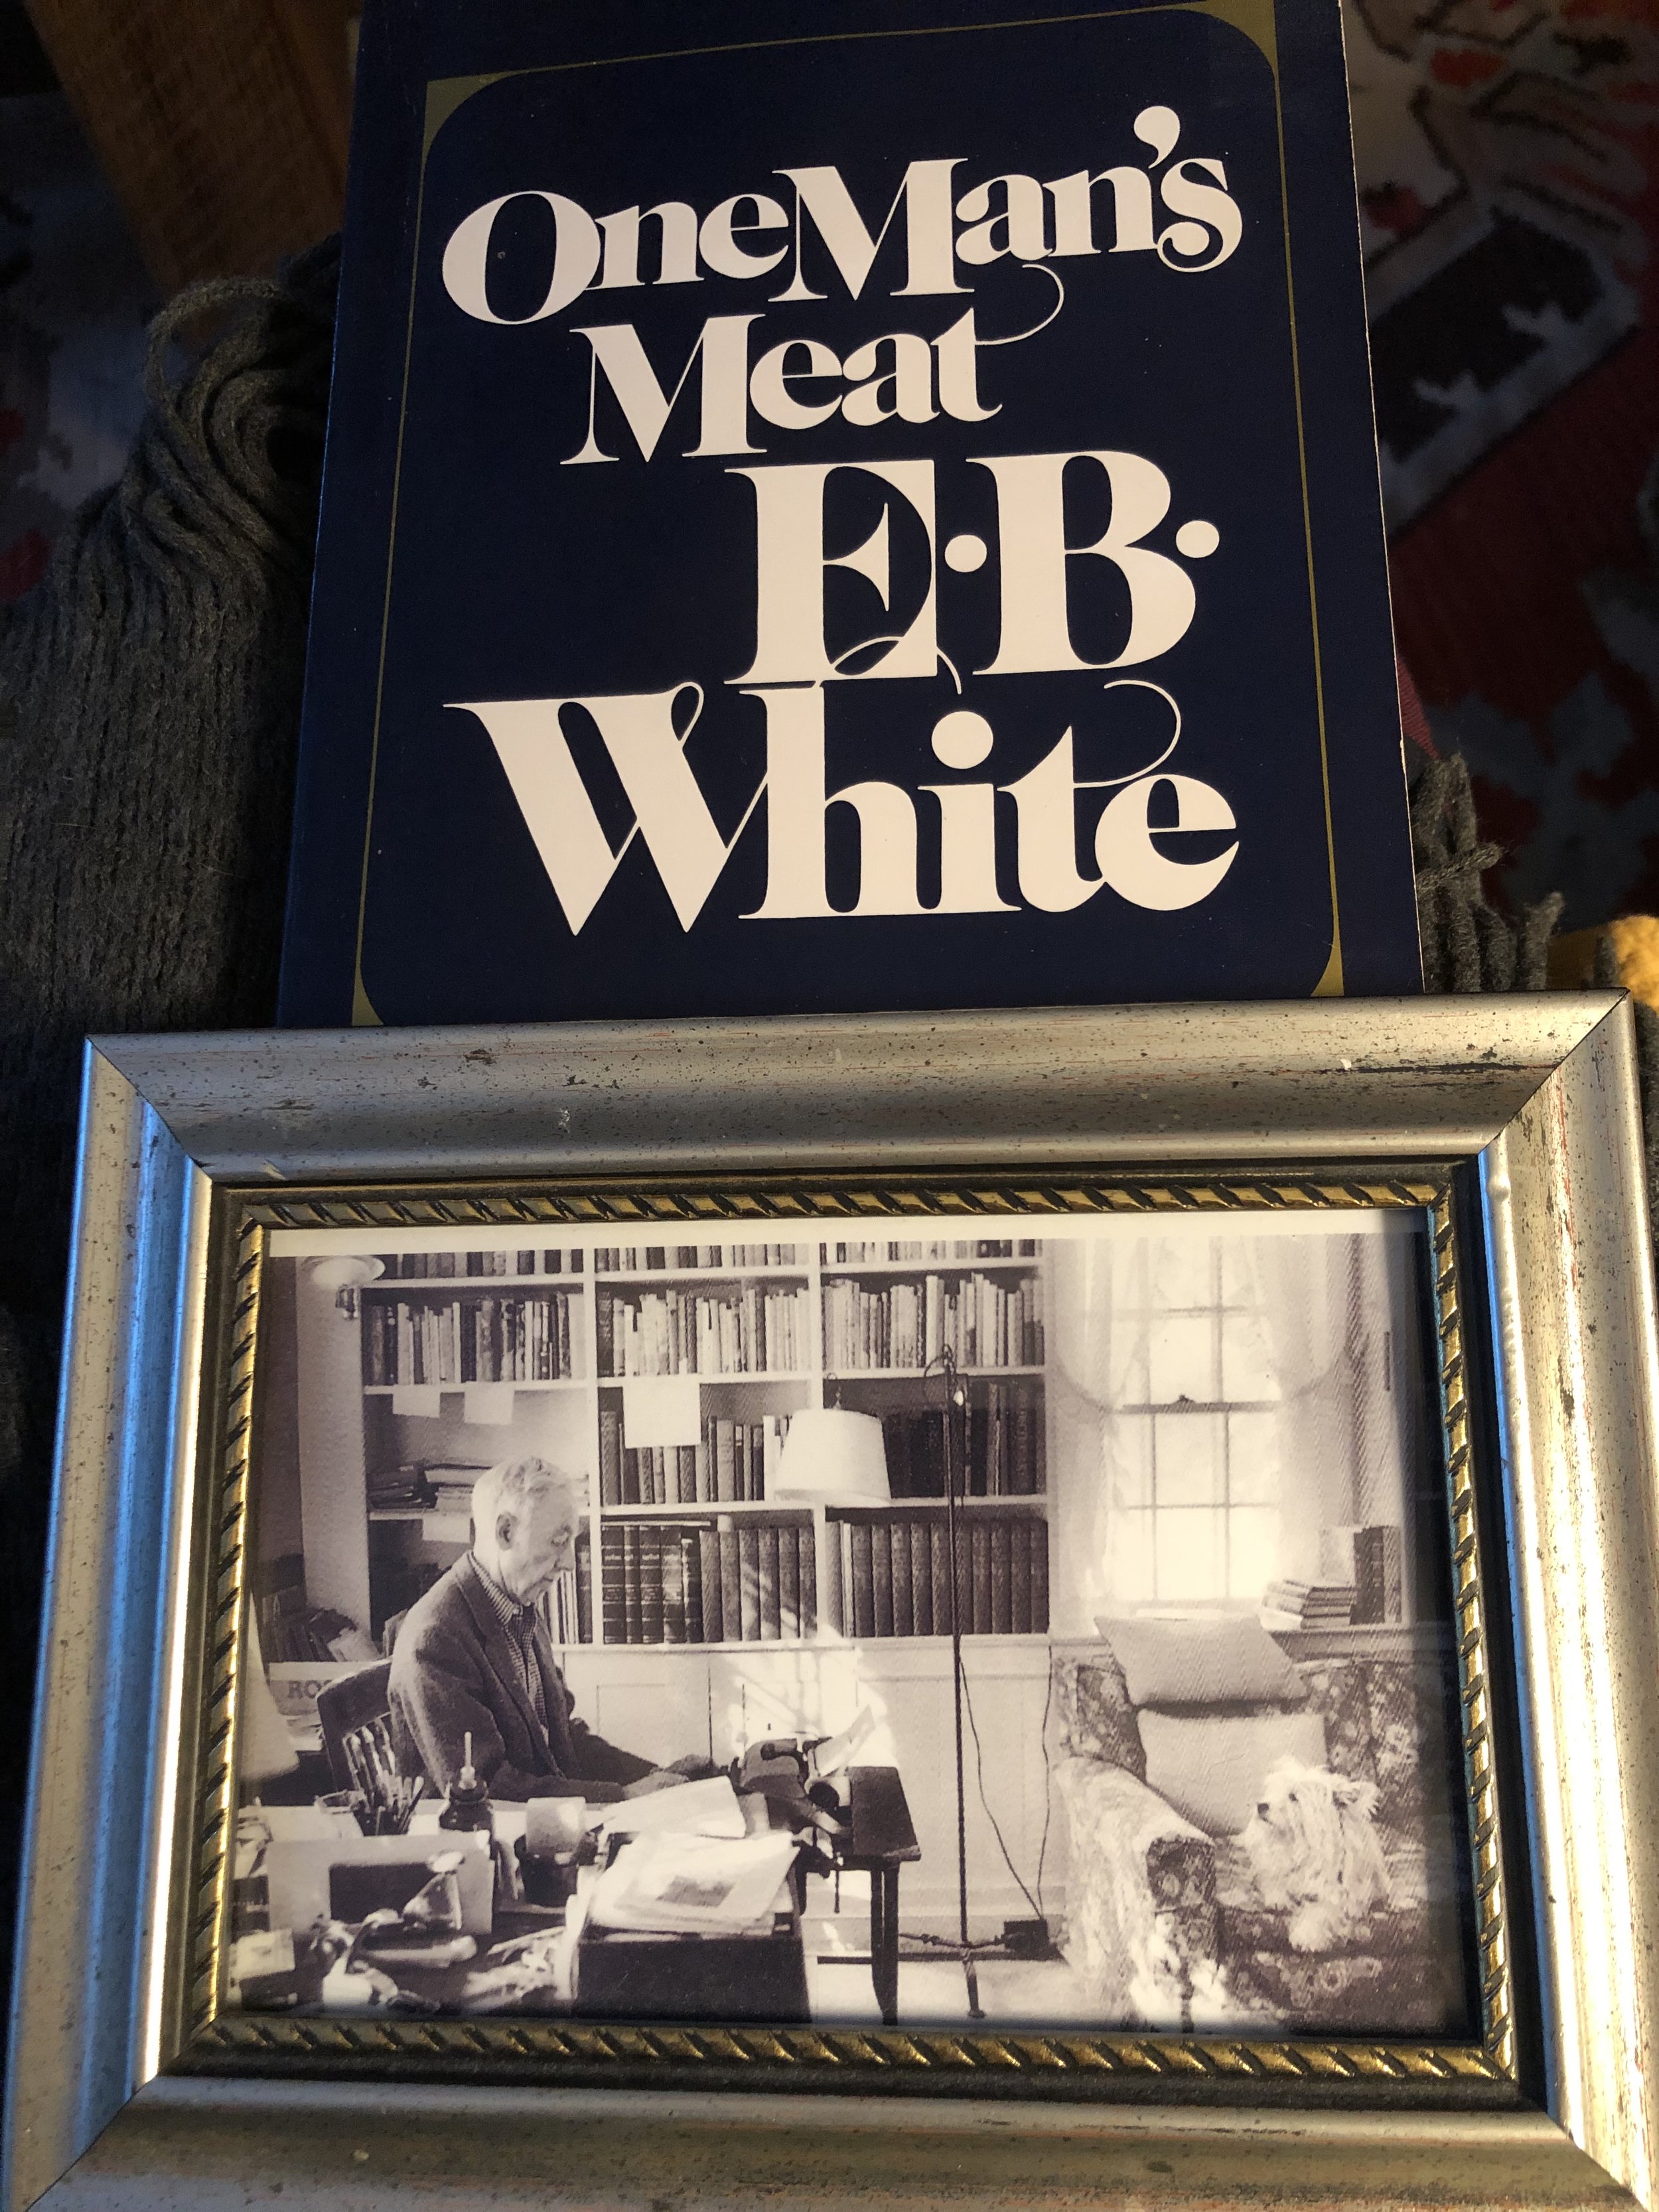 One Man's
Meat
E·B·
White